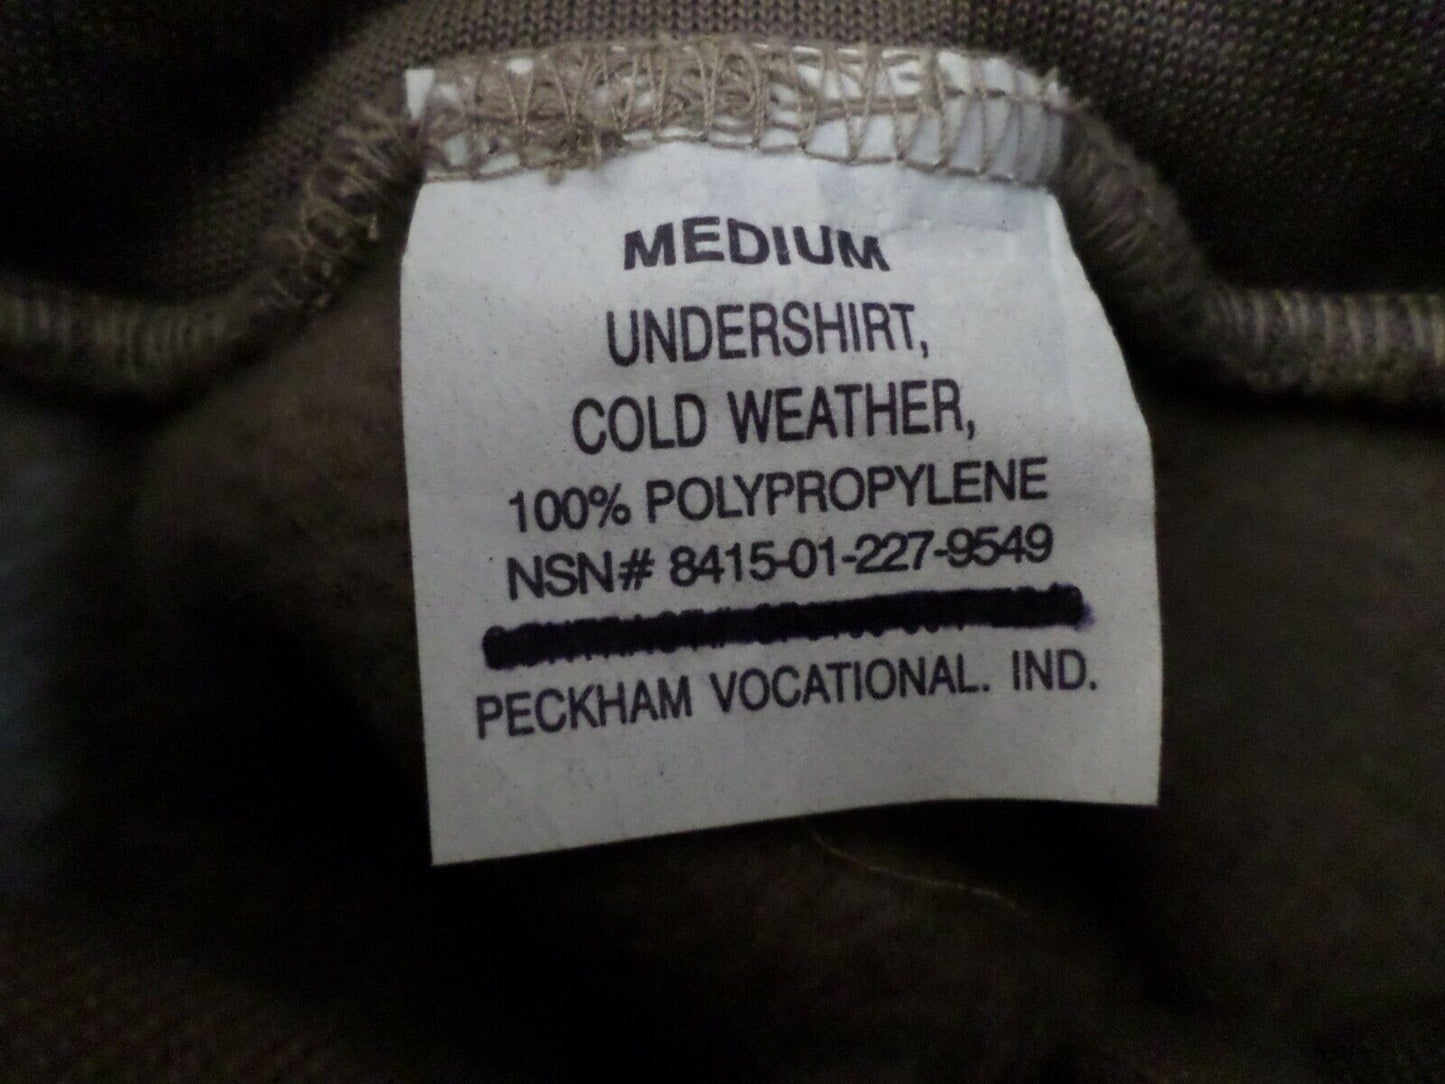 MEDIUM
UNDERSHIRT,
COLD WEATHER,
100% POLYPROPYLENE
NSN# 8415-01-227-9549
PECKHAM VOCATIONAL. IND.